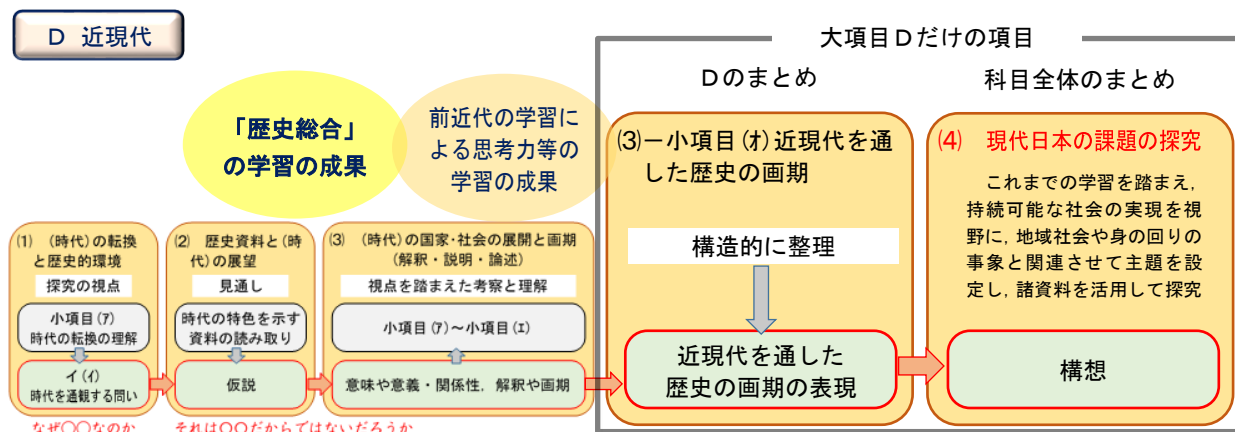 D 近現代
大項目Dだけの項目
Dのまとめ
科目全体のまとめ
「歴史総合」
の学習の成果
前近代の学習に
よる思考力等の
学習の成果
⑶－小項目(ｵ)近現代を通
した歴史の画期
構造的に整理
近現代を通した
歴史の画期の表現
⑷ 現代日本の課題の探究
これまでの学習を踏まえ，
持続可能な社会の実現を視
野に，地域社会や身の回りの
事象と関連させて主題を設
定し，諸資料を活用して探究
構想
⑴ （時代）の転換
と歴史的環境
探究の視点
小項目(ｱ)
時代の転換の理解
イ(ｲ)
時代を通観する問い
なぜ〇〇なのか
⑵ 歴史資料と（時
代）の展望
見通し
時代の特色を示す
資料の読み取り
仮説
それは〇〇だからではないだろうか
⑶ （時代）の国家・社会の展開と画期
（解釈・説明・論述）
視点を踏まえた考察と理解
小項目(ｱ)～小項目(ｴ)
意味や意義・関係性，解釈や画期